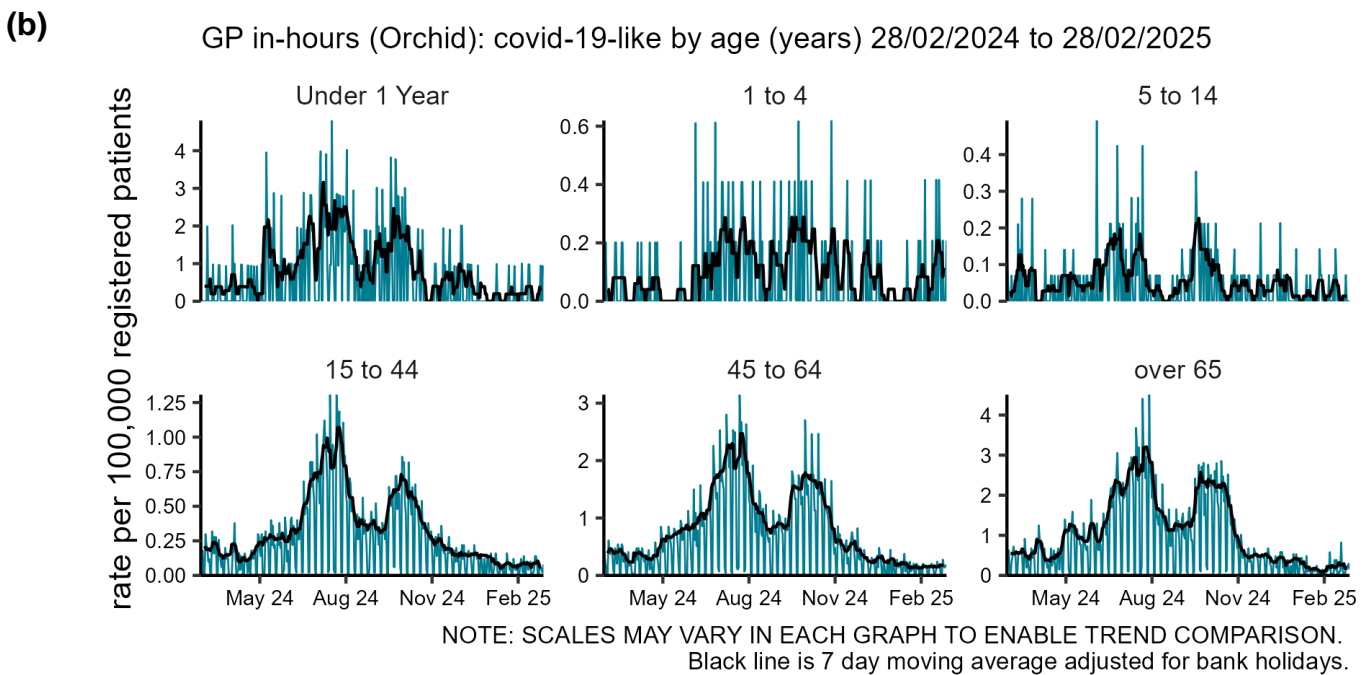 (b)
GP in-hours (Orchid): covid-19-like by age (years) 28/02/2024 to 28/02/2025
rate per 100,000 registered patients
Under 1 Year
4
3
2
1
0
1 to 4
0.6
0.4
0.2
0.0
5 to 14
0.4
0.3
0.2
0.1
0.0
15 to 44
1.25
1.00
0.75
0.50
0.25
0.00
May 24 Aug 24 Nov 24 Feb 25
45 to 64
3
2
1
0
May 24 Aug 24 Nov 24 Feb 25
over 65
4
3
2
1
0
May 24 Aug 24 Nov 24 Feb 25
NOTE: SCALES MAY VARY IN EACH GRAPH TO ENABLE TREND COMPARISON.
Black line is 7 day moving average adjusted for bank holidays.